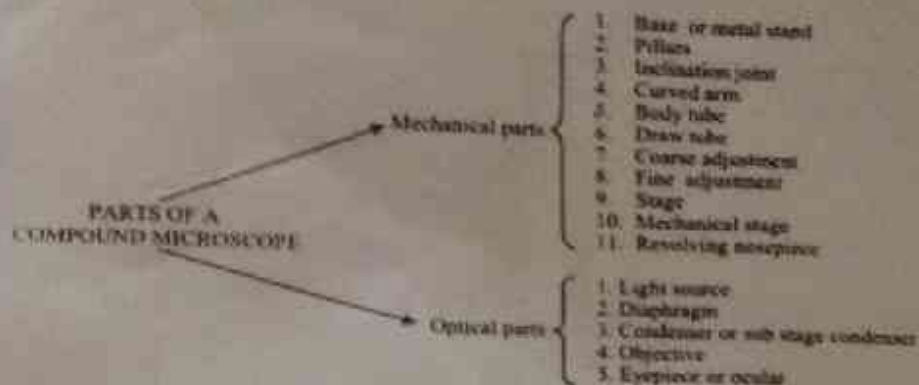 PARTS OF A
COMPOUND MICROSCOPE
Mechanical parts
1. Base or metal stand
2. Pillars
3. Inclination joint
4. Curved arm
5. Body tube
6. Draw tube
7. Coarse adjustment
8. Fine adjustment
9. Stage
10. Mechanical stage
11. Revolving nosepiece
Optical parts
1. Light source
2. Diaphragm
3. Condenser or sub stage condenser
4. Objective
5. Eyepiece or ocular